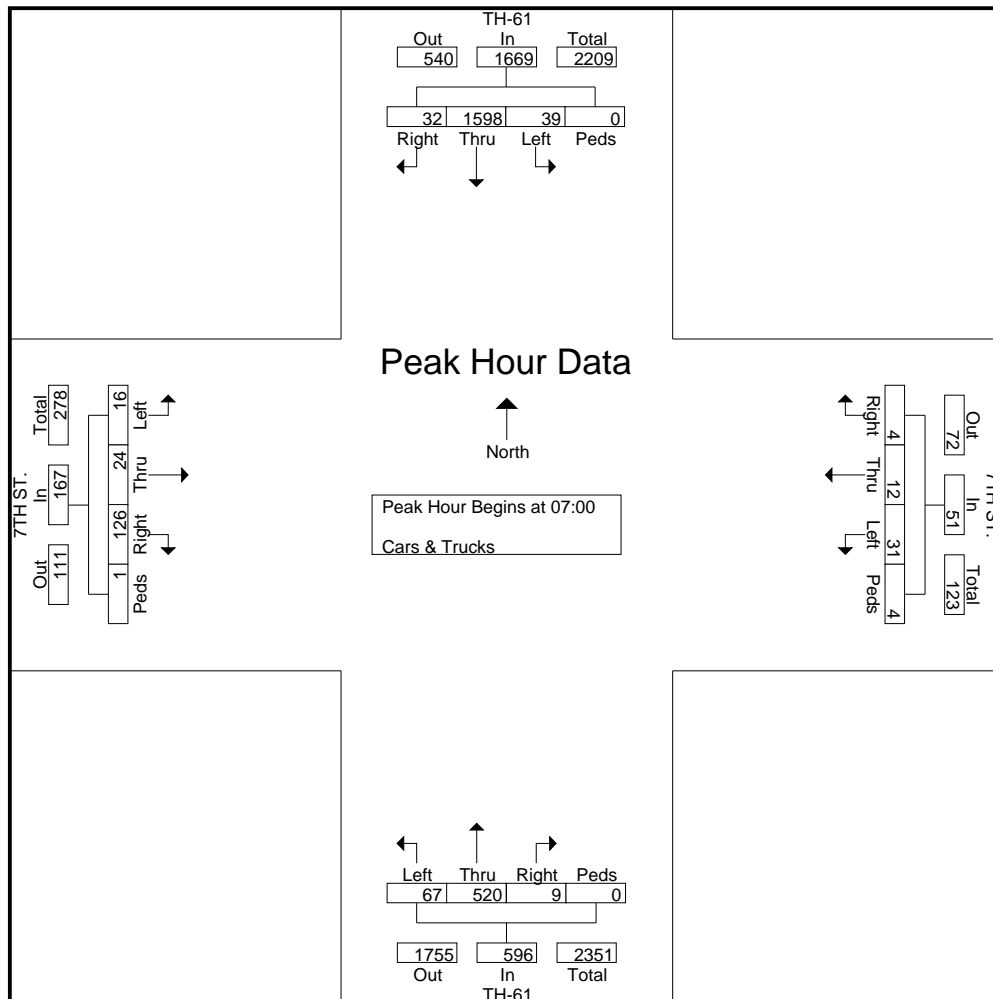 TH-61
Out In Total
540 1669 2209
32 1598 39 0
Right Thru Left Peds
Peak Hour Data
North
Peak Hour Begins at 07:00
Cars & Trucks
7TH ST.
Total In Out
278 167 111
16 24 126 1
Left Thru Right Peds
Right Thru Left Peds
4 12 31 4
Out In Total
72 51 123
7TH ST.
Left Thru Right Peds
67 520 9 0
1755 596 2351
Out In Total
TH-61